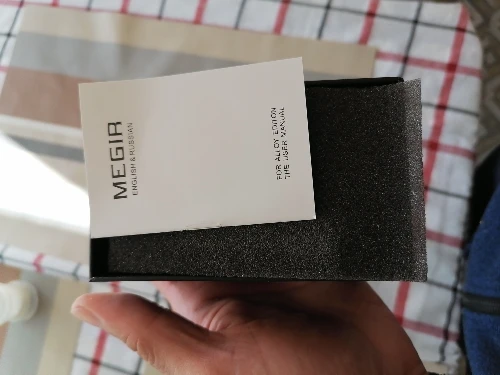 MEGIR
ENGLISH & RUSSIAN
FOR ALLOY EDITION
THE USER MANUAL